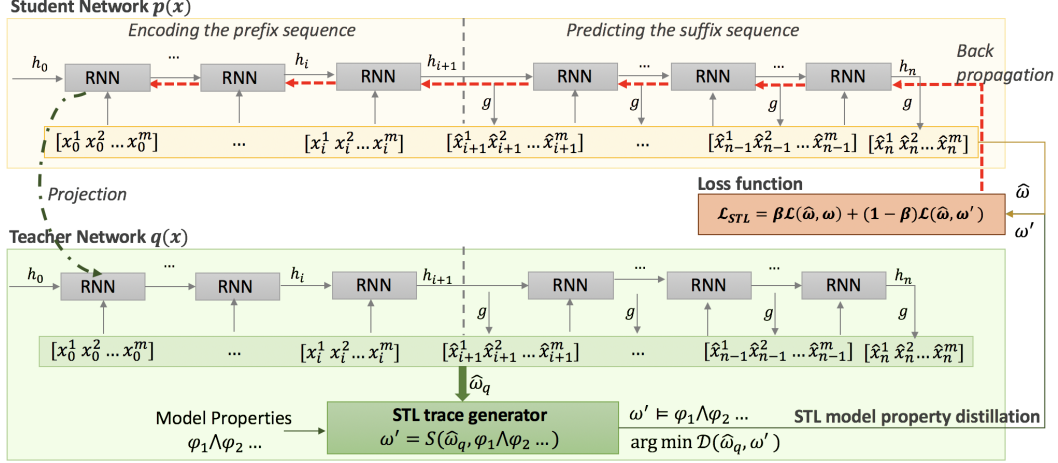 Student Network p(x)
Encoding the prefix sequence
Predicting the suffix sequence
h₀ RNN ... RNN hᵢ RNN hᵢ₊₁ RNN ... RNN ... RNN hₙ
Back
propagation
g g g g
[x₀¹ x₀² … x₀ᵐ] ... [xᵢ¹ xᵢ² … xᵢᵐ] [x̂ᵢ₊₁¹ x̂ᵢ₊₁² … x̂ᵢ₊₁ᵐ] ... [x̂ₙ₋₁¹ x̂ₙ₋₁² … x̂ₙ₋₁ᵐ] [x̂ₙ¹ x̂ₙ² … x̂ₙᵐ]
Projection
Loss function
ω̂
ℒ_STL = βℒ(ω̂, ω) + (1 − β)ℒ(ω̂, ω′)
ω′
Teacher Network q(x)
h₀ RNN ... RNN hᵢ RNN hᵢ₊₁ RNN ... RNN ... RNN hₙ
g g g g
[x₀¹ x₀² … x₀ᵐ] ... [xᵢ¹ xᵢ² … xᵢᵐ] [x̂ᵢ₊₁¹ x̂ᵢ₊₁² … x̂ᵢ₊₁ᵐ] ... [x̂ₙ₋₁¹ x̂ₙ₋₁² … x̂ₙ₋₁ᵐ] [x̂ₙ¹ x̂ₙ² … x̂ₙᵐ]
ω̂_q
Model Properties
φ₁⋀φ₂ …
STL trace generator
ω′ = S(ω̂_q, φ₁⋀φ₂ …)
ω′ ⊨ φ₁⋀φ₂ …
arg min 𝒟(ω̂_q, ω′)
STL model property distillation